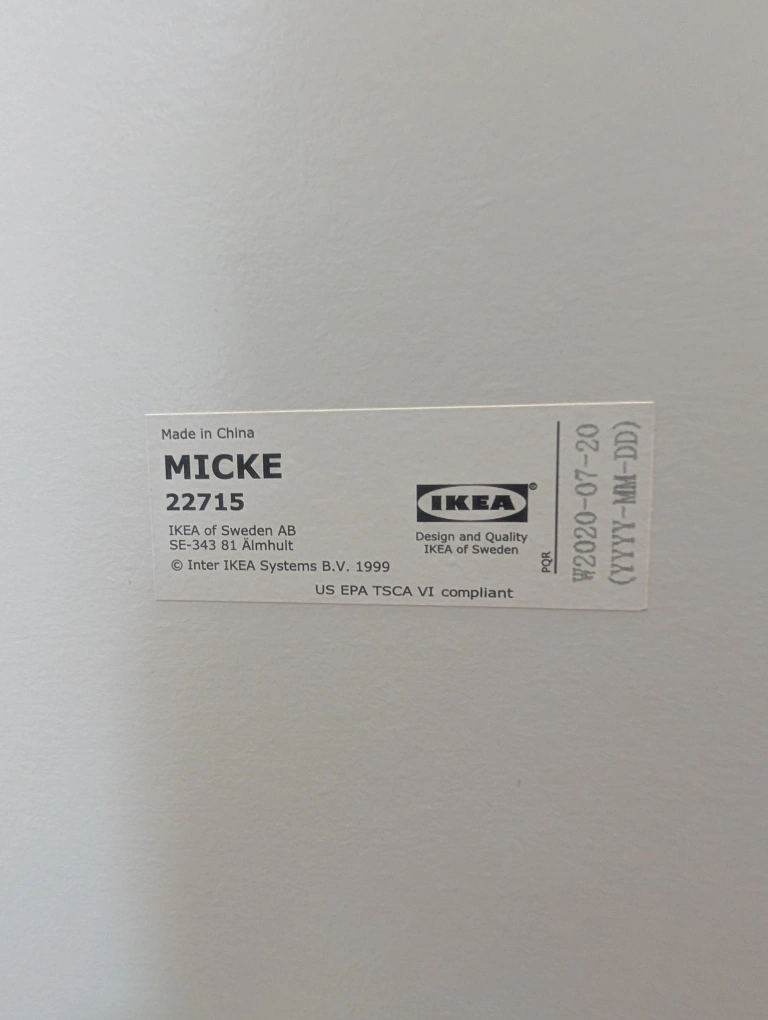 Made in China
MICKE
22715
IKEA of Sweden AB
SE-343 81 Älmhult
© Inter IKEA Systems B.V. 1999
US EPA TSCA VI compliant
IKEA®
Design and Quality
IKEA of Sweden
PQR
W2020-07-20
(YYYY-MM-DD)